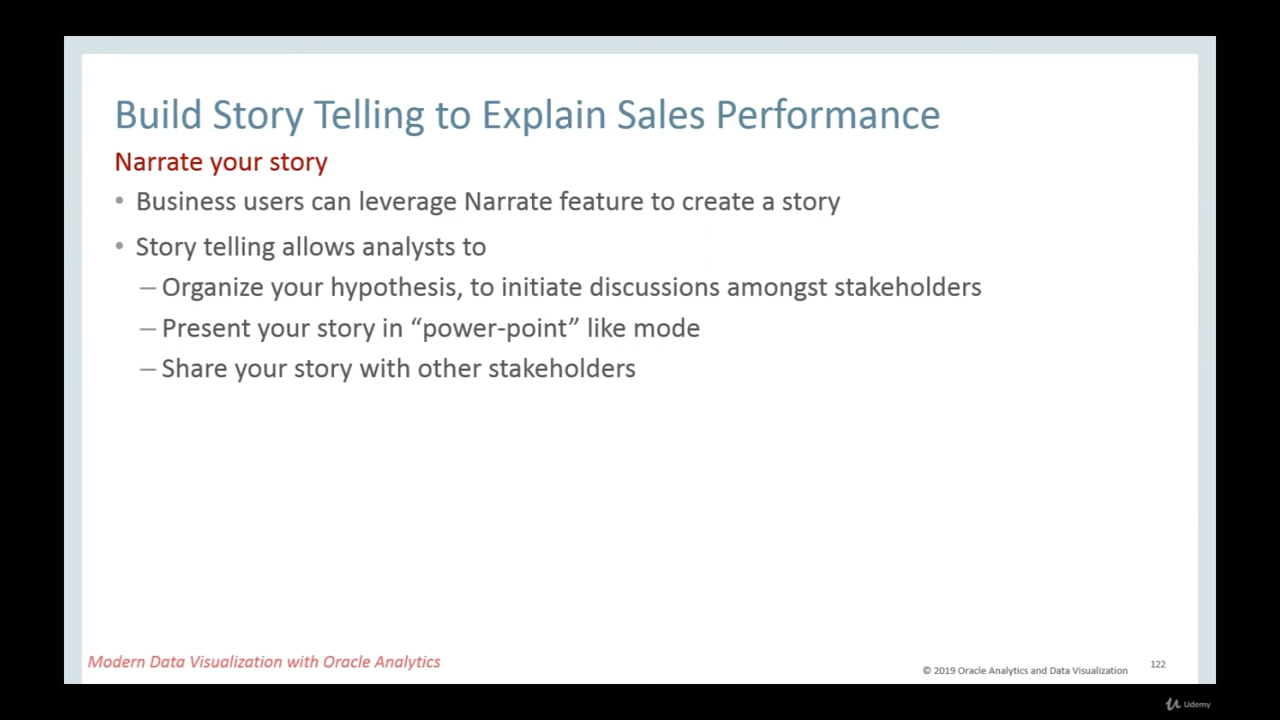 Build Story Telling to Explain Sales Performance
Narrate your story
• Business users can leverage Narrate feature to create a story
• Story telling allows analysts to
– Organize your hypothesis, to initiate discussions amongst stakeholders
– Present your story in “power-point” like mode
– Share your story with other stakeholders
Modern Data Visualization with Oracle Analytics
© 2019 Oracle Analytics and Data Visualization
122
Udemy